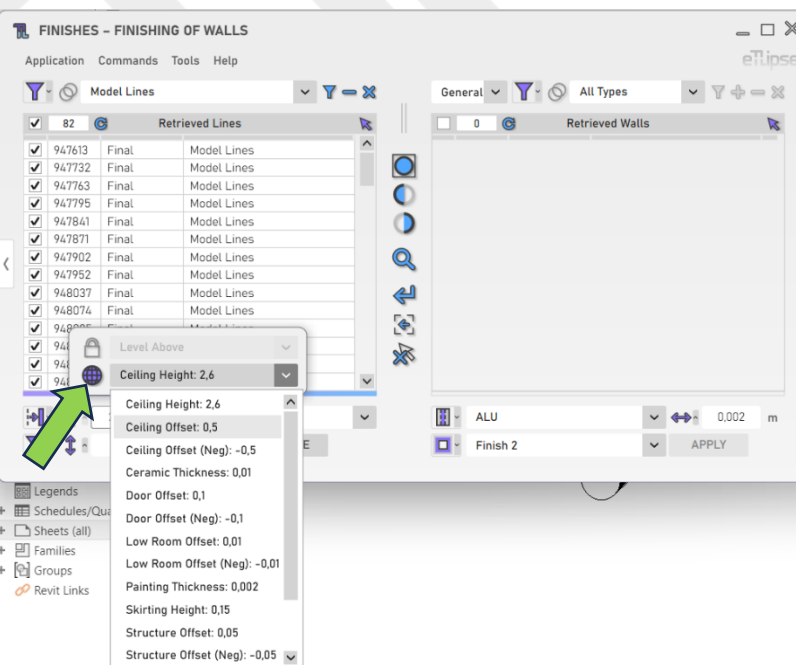 FINISHES - FINISHING OF WALLS
Application Commands Tools Help
eTLipse
Model Lines
General All Types
82 Retrieved Lines
0 Retrieved Walls
947613 Final Model Lines
947732 Final Model Lines
947763 Final Model Lines
947795 Final Model Lines
947841 Final Model Lines
947871 Final Model Lines
947902 Final Model Lines
947952 Final Model Lines
948037 Final Model Lines
948074 Final Model Lines
Level Above
Ceiling Height: 2,6
Ceiling Height: 2,6
Ceiling Offset: 0,5
Ceiling Offset (Neg): -0,5
Ceramic Thickness: 0,01
Door Offset: 0,1
Door Offset (Neg): -0,1
Low Room Offset: 0,01
Low Room Offset (Neg): -0,01
Painting Thickness: 0,002
Skirting Height: 0,15
Structure Offset: 0,05
Structure Offset (Neg): -0,05
ALU 0,002 m
Finish 2 APPLY
Legends
Schedules/Qua
Sheets (all)
Families
Groups
Revit Links